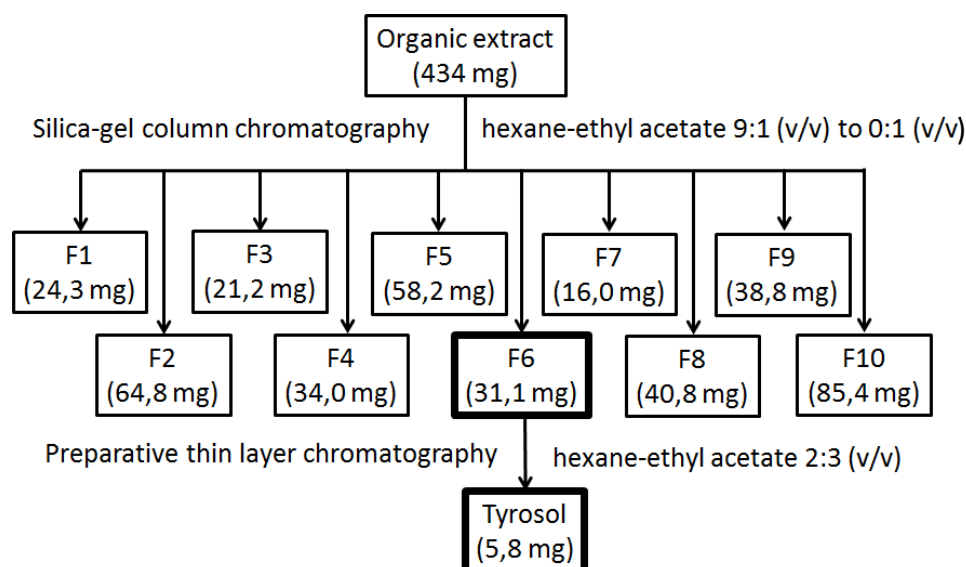 Organic extract
(434 mg)
Silica-gel column chromatography
hexane-ethyl acetate 9:1 (v/v) to 0:1 (v/v)
F1
(24,3 mg)
F3
(21,2 mg)
F5
(58,2 mg)
F7
(16,0 mg)
F9
(38,8 mg)
F2
(64,8 mg)
F4
(34,0 mg)
F6
(31,1 mg)
F8
(40,8 mg)
F10
(85,4 mg)
Preparative thin layer chromatography
hexane-ethyl acetate 2:3 (v/v)
Tyrosol
(5,8 mg)